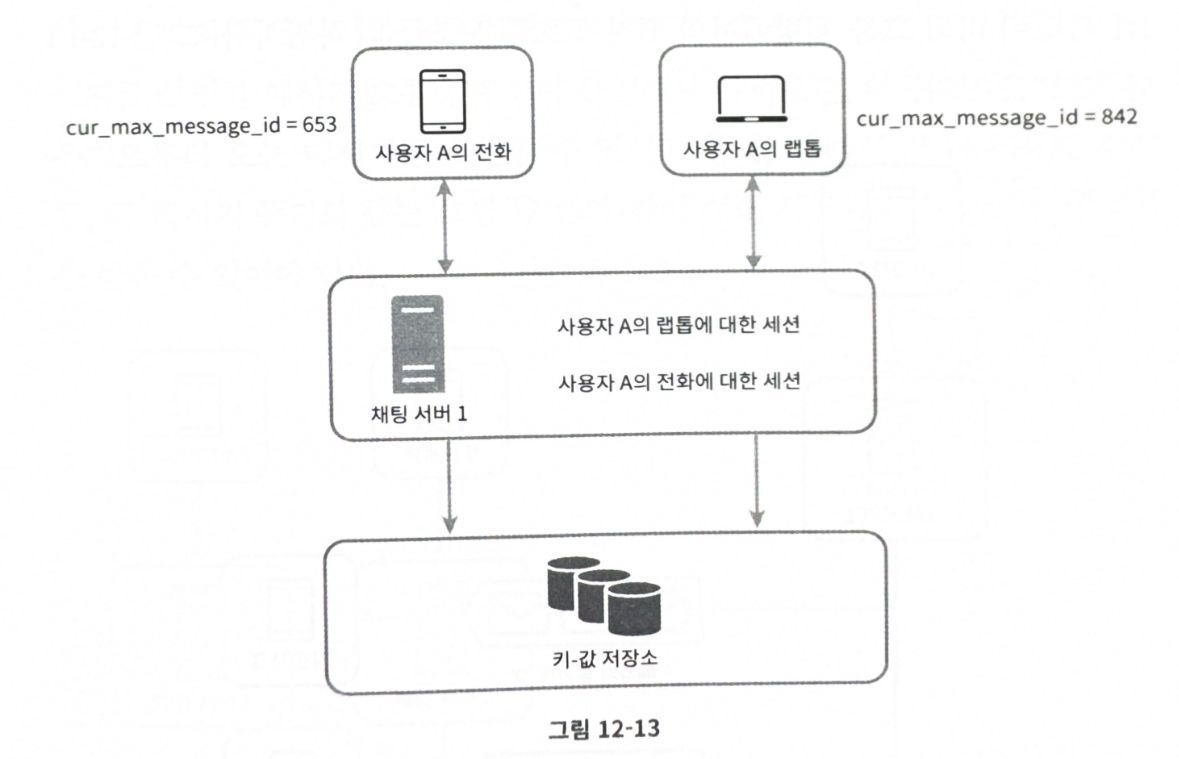 cur_max_message_id = 653
사용자 A의 전화
사용자 A의 랩톱
cur_max_message_id = 842
사용자 A의 랩톱에 대한 세션
사용자 A의 전화에 대한 세션
채팅 서버 1
키-값 저장소
그림 12-13